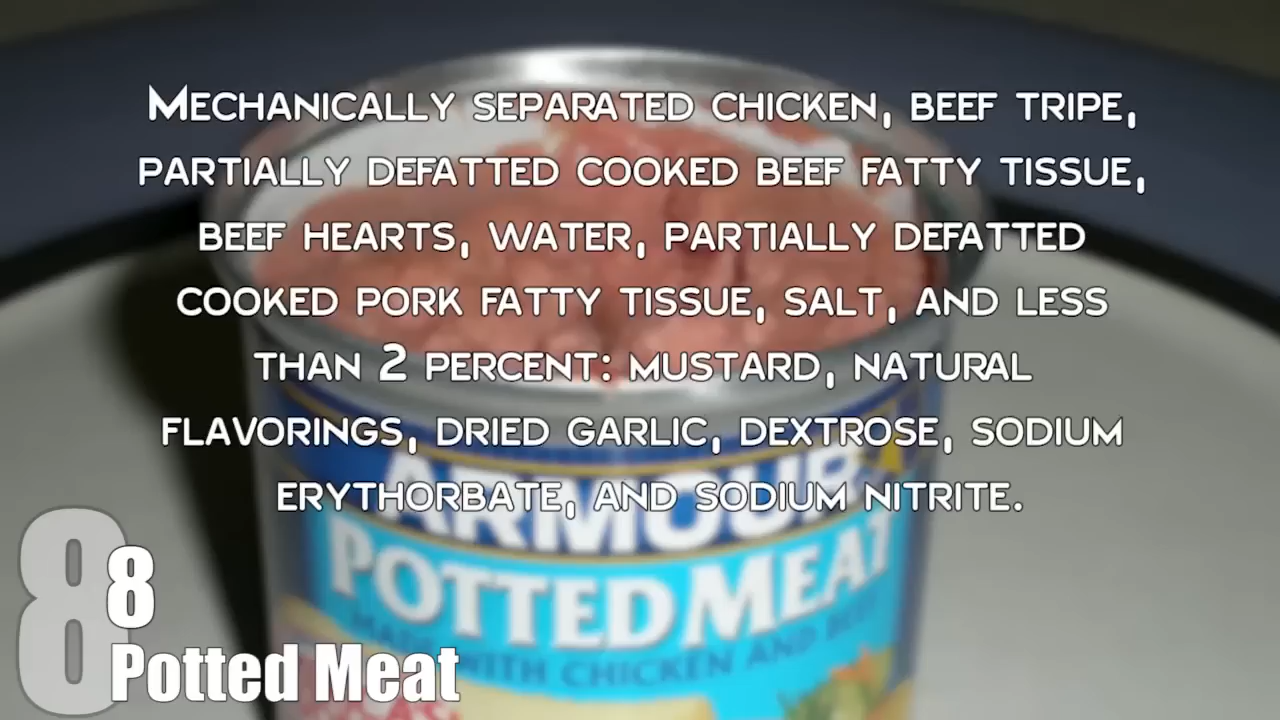 Mechanically separated chicken, beef tripe,
partially defatted cooked beef fatty tissue,
beef hearts, water, partially defatted
cooked pork fatty tissue, salt, and less
than 2 percent: mustard, natural
flavorings, dried garlic, dextrose, sodium
erythorbate, and sodium nitrite.
ARMOUR
POTTED MEAT
MADE WITH CHICKEN AND BEEF
8
8
Potted Meat